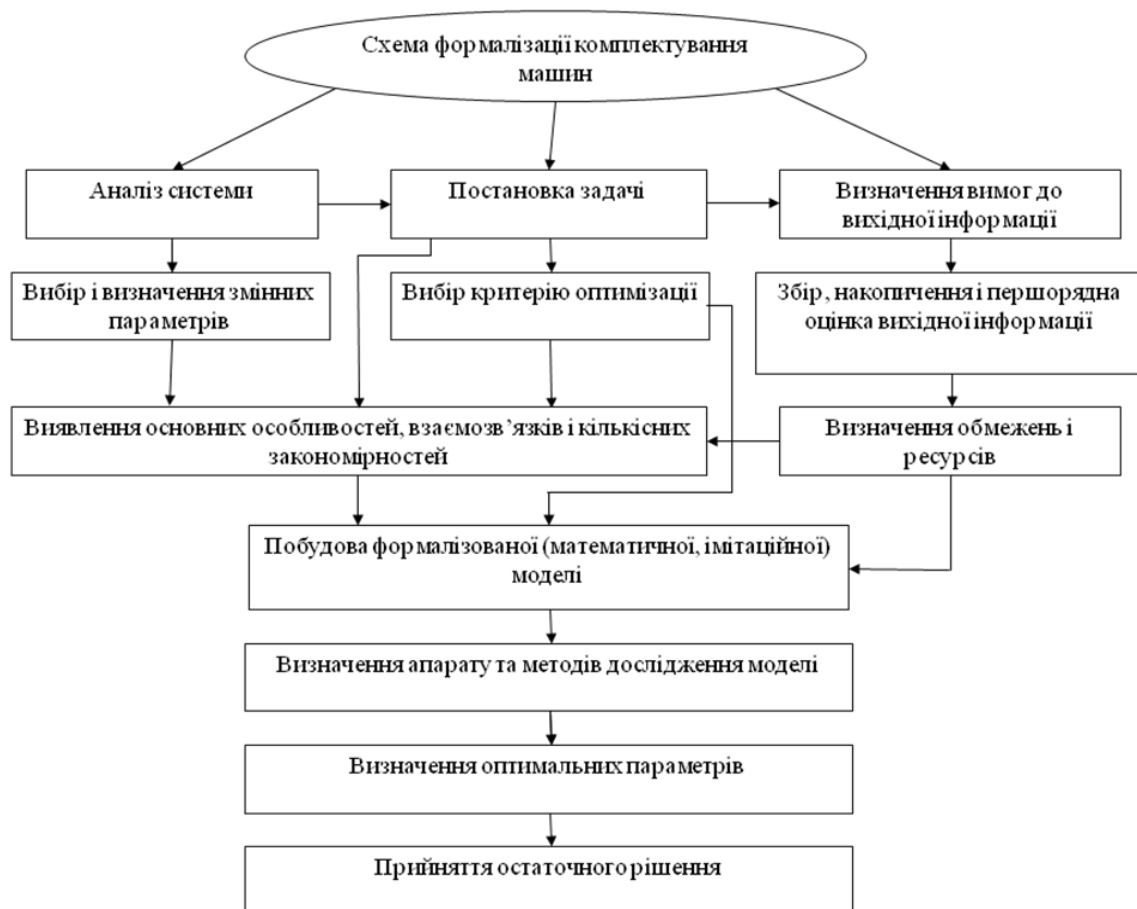 Схема формалізації комплектування
машин
Аналіз системи
Постановка задачі
Визначення вимог до
вихідної інформації
Вибір і визначення змінних
параметрів
Вибір критерію оптимізації
Збір, накопичення і першорядна
оцінка вихідної інформації
Виявлення основних особливостей, взаємозв’язків і кількісних
закономірностей
Визначення обмежень і
ресурсів
Побудова формалізованої (математичної, імітаційної)
моделі
Визначення апарату та методів дослідження моделі
Визначення оптимальних параметрів
Прийняття остаточного рішення